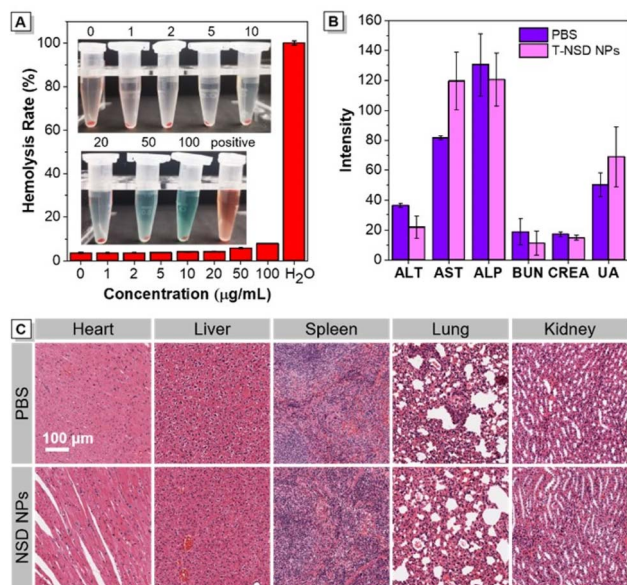 A
Hemolysis Rate (%)
100
80
60
40
20
0
0 1 2 5 10
20 50 100 positive
0 1 2 5 10 20 50 100 H2O
Concentration (μg/mL)
B
Intensity
160
140
120
100
80
60
40
20
0
PBS
T-NSD NPs
ALT AST ALP BUN CREA UA
C
Heart Liver Spleen Lung Kidney
PBS
100 μm
NSD NPs